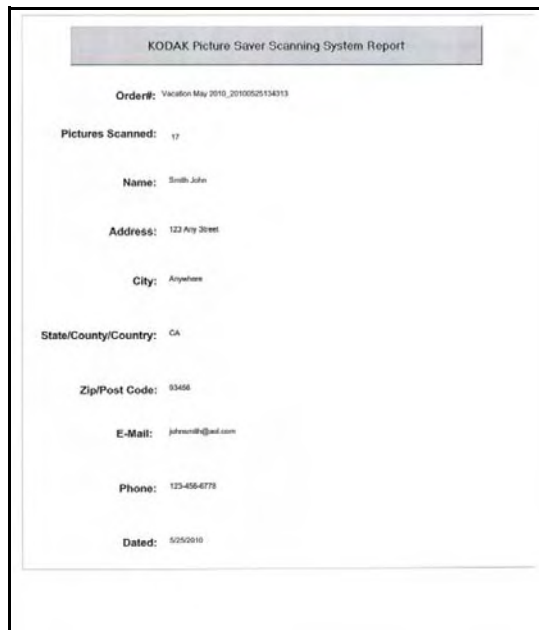 KODAK Picture Saver Scanning System Report
Order#: Vacation May 2010_20100525134313
Pictures Scanned: 17
Name: Smith John
Address: 123 Any Street
City: Anywhere
State/County/Country: CA
Zip/Post Code: 93456
E-Mail: johnsmith@aol.com
Phone: 123-456-6778
Dated: 5/25/2010